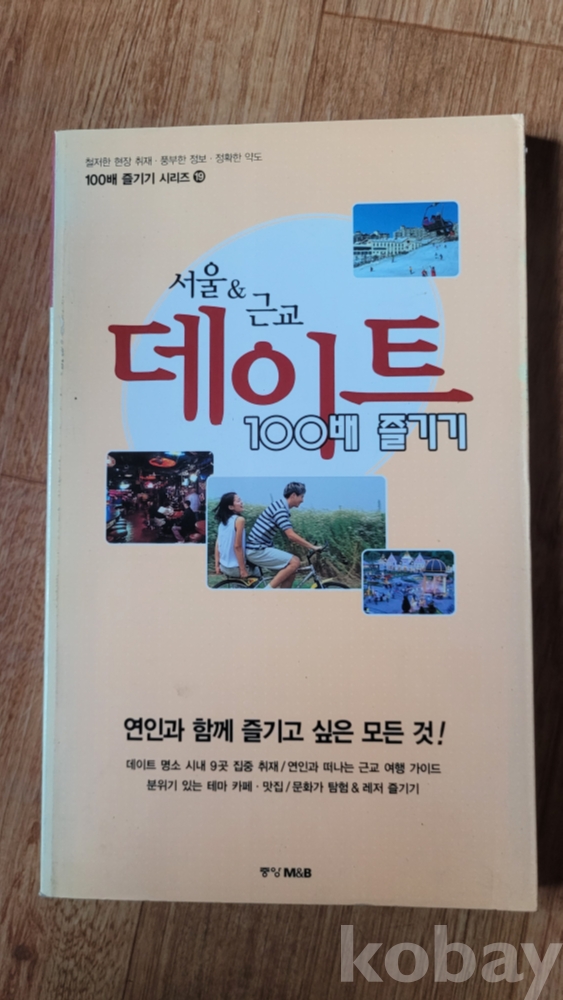 철저한 현장 취재 · 풍부한 정보 · 정확한 약도
100배 즐기기 시리즈 19
서울 & 근교
데이트
100배 즐기기
연인과 함께 즐기고 싶은 모든 것!
데이트 명소 시내 9곳 집중 취재/연인과 떠나는 근교 여행 가이드
분위기 있는 테마 카페 · 맛집/문화가 탐험 & 레저 즐기기
중앙 M&B
kobay